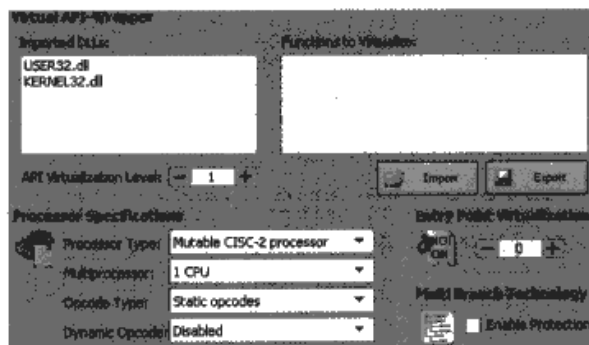 Virtual API-Wrapper
Imported DLLs: Functions to Virtualize:
USER32.dll
KERNEL32.dll
API Virtualization Level: 1 Import Export
Processor Specifications Entry Point Virtualization
Processor Type: Mutable CISC-2 processor 0
Multiprocessor: 1 CPU
Opcode Type: Static opcodes Multi Branch Technology
Dynamic Opcode: Disabled Enable Protection